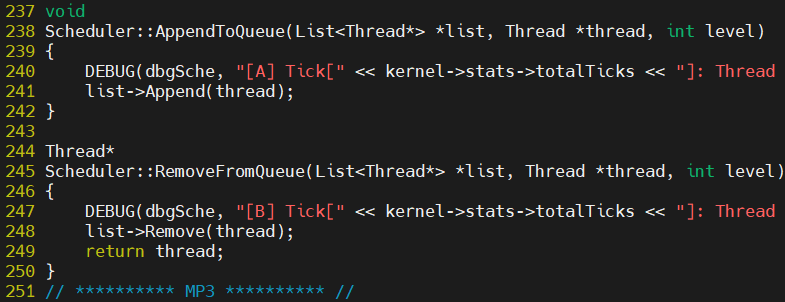 237 void
238 Scheduler::AppendToQueue(List<Thread*> *list, Thread *thread, int level)
239 {
240     DEBUG(dbgSche, "[A] Tick[" << kernel->stats->totalTicks << "]: Thread
241     list->Append(thread);
242 }
243
244 Thread*
245 Scheduler::RemoveFromQueue(List<Thread*> *list, Thread *thread, int level)
246 {
247     DEBUG(dbgSche, "[B] Tick[" << kernel->stats->totalTicks << "]: Thread
248     list->Remove(thread);
249     return thread;
250 }
251 // ********** MP3 ********** //